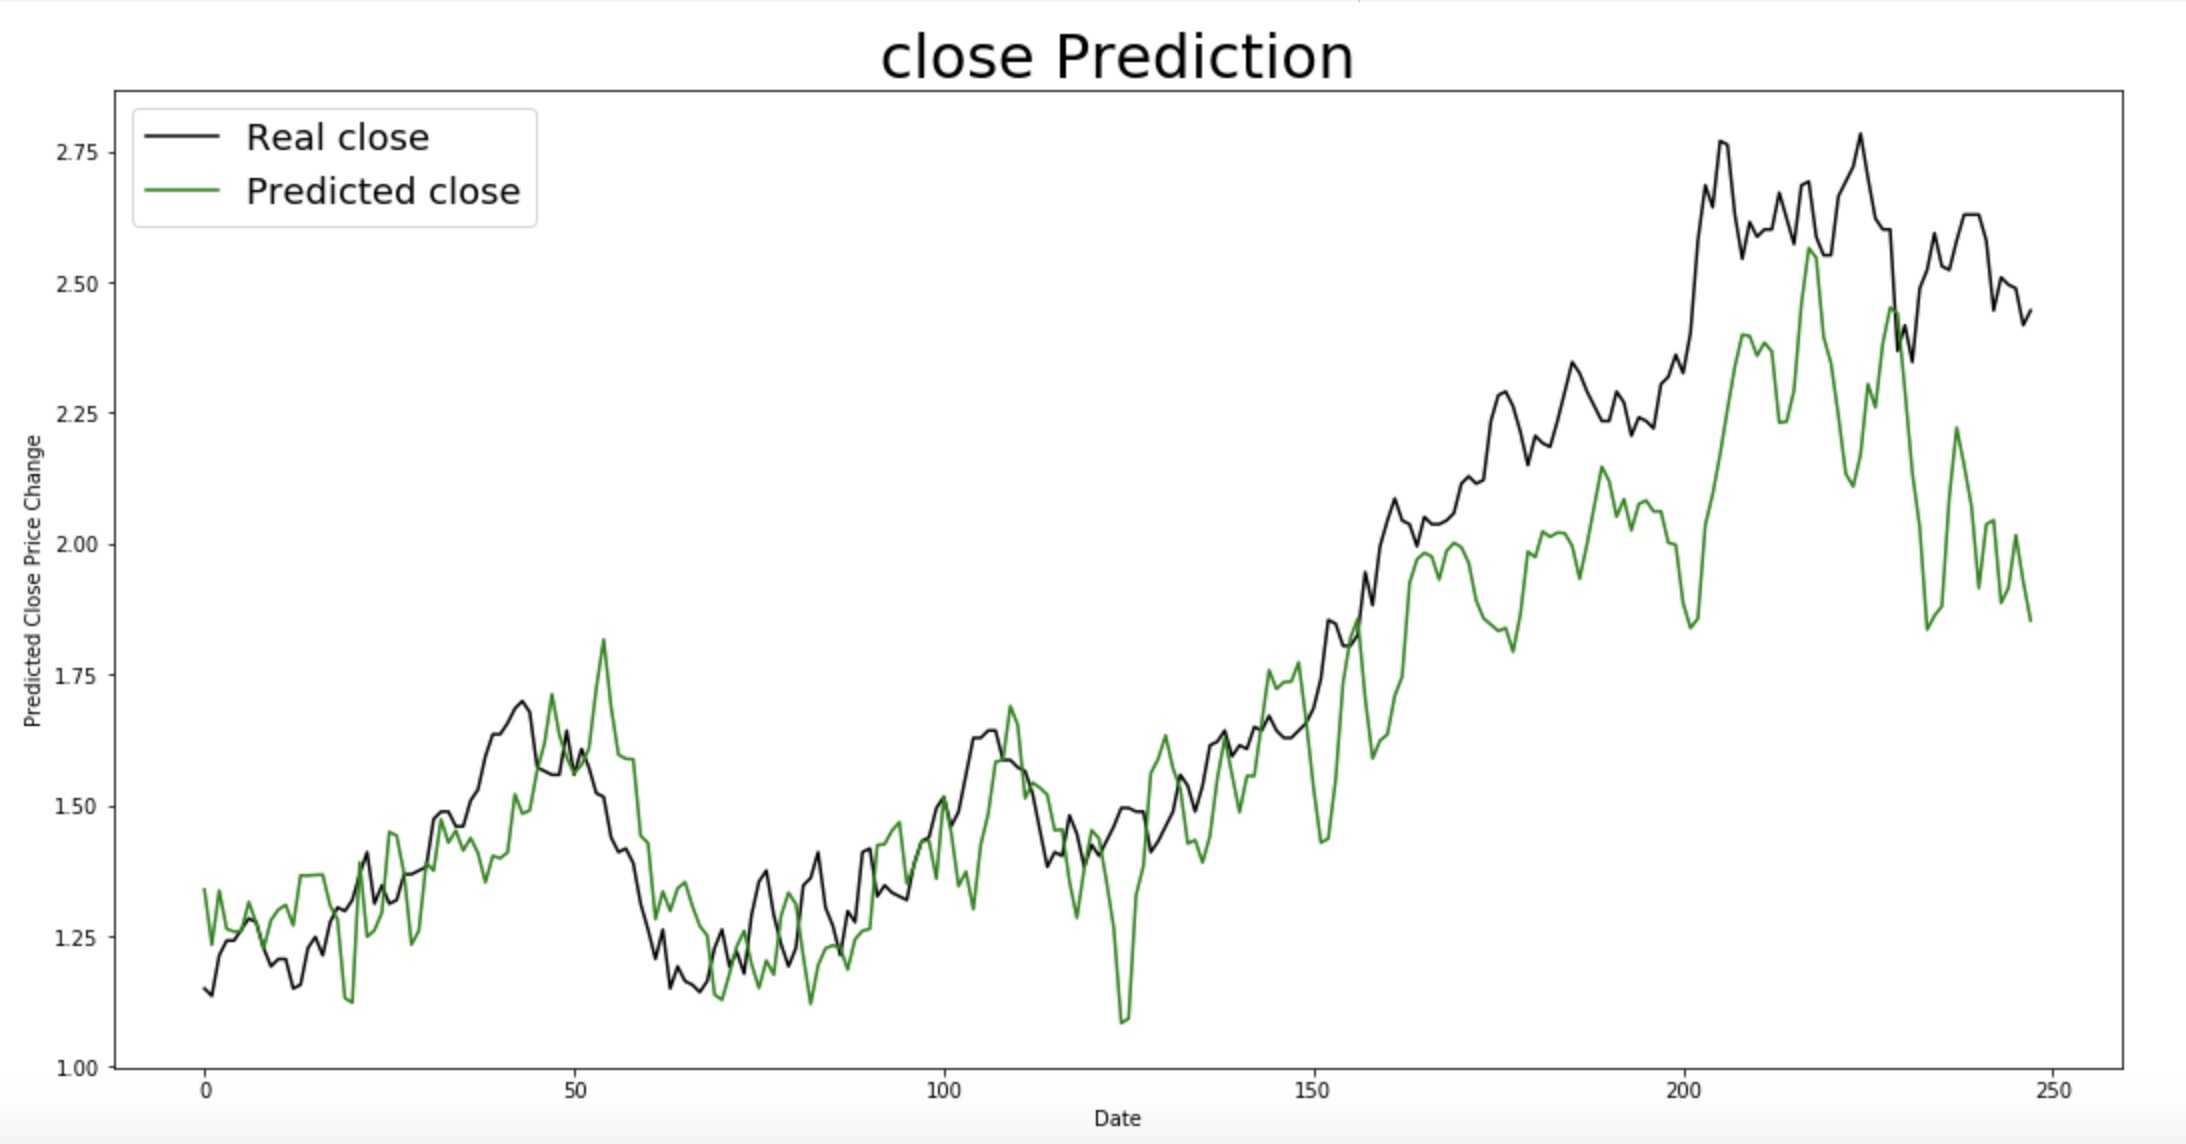 close Prediction
Real close
Predicted close
2.75
2.50
2.25
2.00
1.75
1.50
1.25
1.00
Predicted Close Price Change
0 50 100 150 200 250
Date